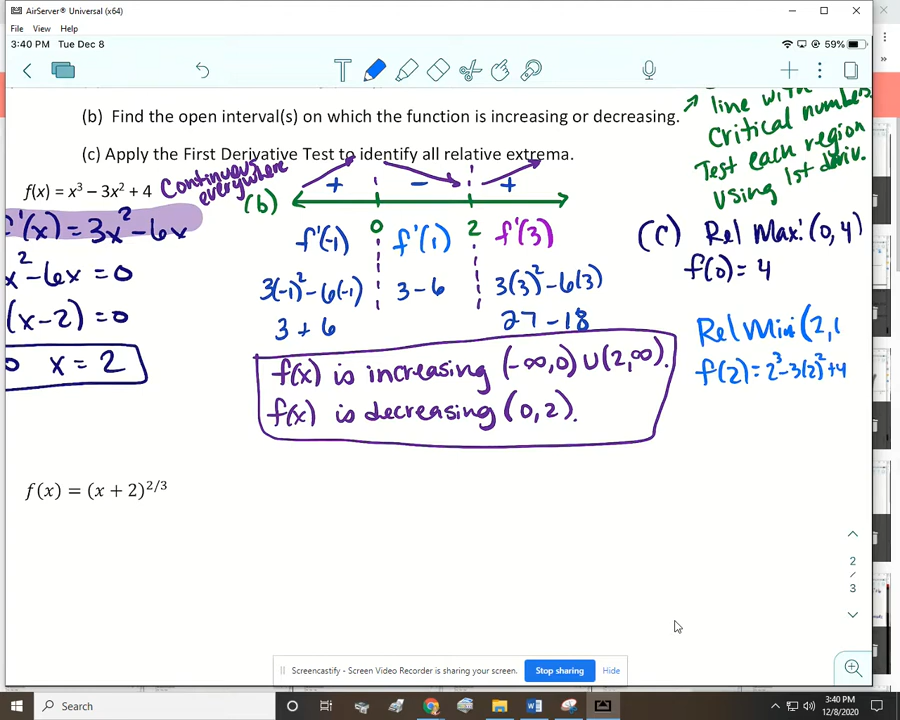 AirServer® Universal (x64)
File View Help
3:40 PM Tue Dec 8
59%
(b) Find the open interval(s) on which the function is increasing or decreasing.
(c) Apply the First Derivative Test to identify all relative extrema.
line with
Critical numbers.
Test each region
using 1st deriv.
f(x) = x³ − 3x² + 4
Continuous
everywhere
(b)
+ − +
0 2
f'(x) = 3x² - 6x
x² - 6x = 0
(x-2) = 0
0 x = 2
f'(-1) f'(1) f'(3)
3(-1)² - 6(-1) 3 - 6 3(3)² - 6(3)
3 + 6 27 - 18
(c) Rel Max: (0, 4)
f(0) = 4
Rel Min: (2,
f(2) = 2³ - 3(2)² + 4
f(x) is increasing (-∞,0) ∪ (2,∞).
f(x) is decreasing (0,2).
f(x) = (x + 2)^2/3
2
/
3
Screencastify - Screen Video Recorder is sharing your screen. Stop sharing Hide
Search
3:40 PM
12/8/2020